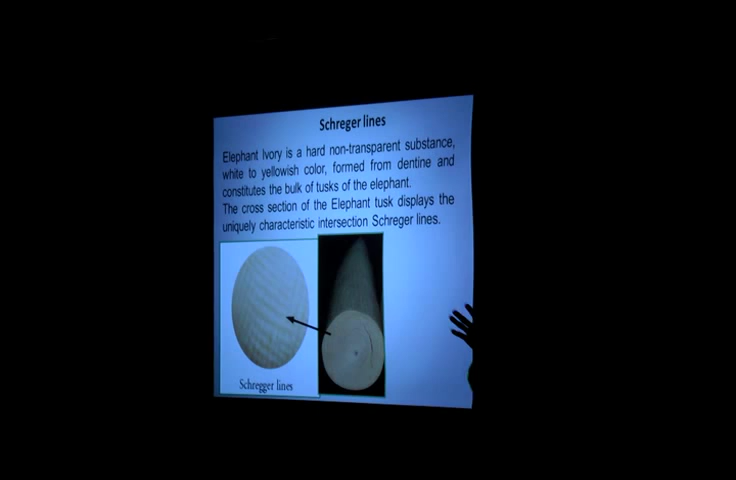 Schreger lines
Elephant Ivory is a hard non-transparent substance,
white to yellowish color, formed from dentine and
constitutes the bulk of tusks of the elephant.
The cross section of the Elephant tusk displays the
uniquely characteristic intersection Schreger lines.
Schregger lines